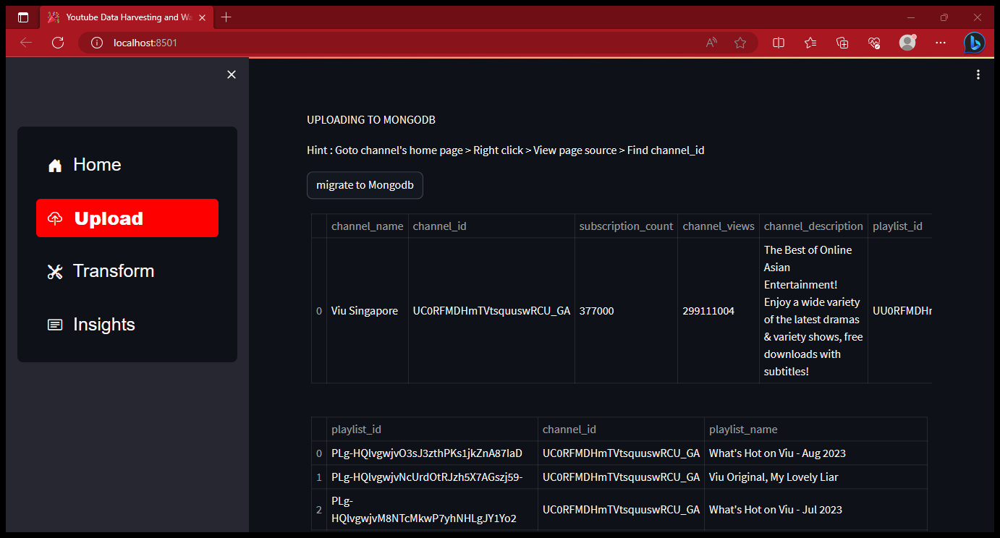 Youtube Data Harvesting and Wa
localhost:8501
Home
Upload
Transform
Insights
UPLOADING TO MONGODB
Hint : Goto channel's home page > Right click > View page source > Find channel_id
migrate to Mongodb
channel_name channel_id subscription_count channel_views channel_description playlist_id
The Best of Online
Asian
Entertainment!
Enjoy a wide variety
0 Viu Singapore UC0RFMDHmTVtsquuswRCU_GA 377000 299111004 of the latest dramas UU0RFMDHr
& variety shows, free
downloads with
subtitles!
playlist_id channel_id playlist_name
0 PLg-HQlvgwjvO3sJ3zthPKs1jkZnA87IaD UC0RFMDHmTVtsquuswRCU_GA What's Hot on Viu - Aug 2023
1 PLg-HQlvgwjvNcUrdOtRJzh5X7AGszj59- UC0RFMDHmTVtsquuswRCU_GA Viu Original, My Lovely Liar
PLg-
2 HQlvgwjvM8NTcMkwP7yhNHLgJY1Yo2 UC0RFMDHmTVtsquuswRCU_GA What's Hot on Viu - Jul 2023